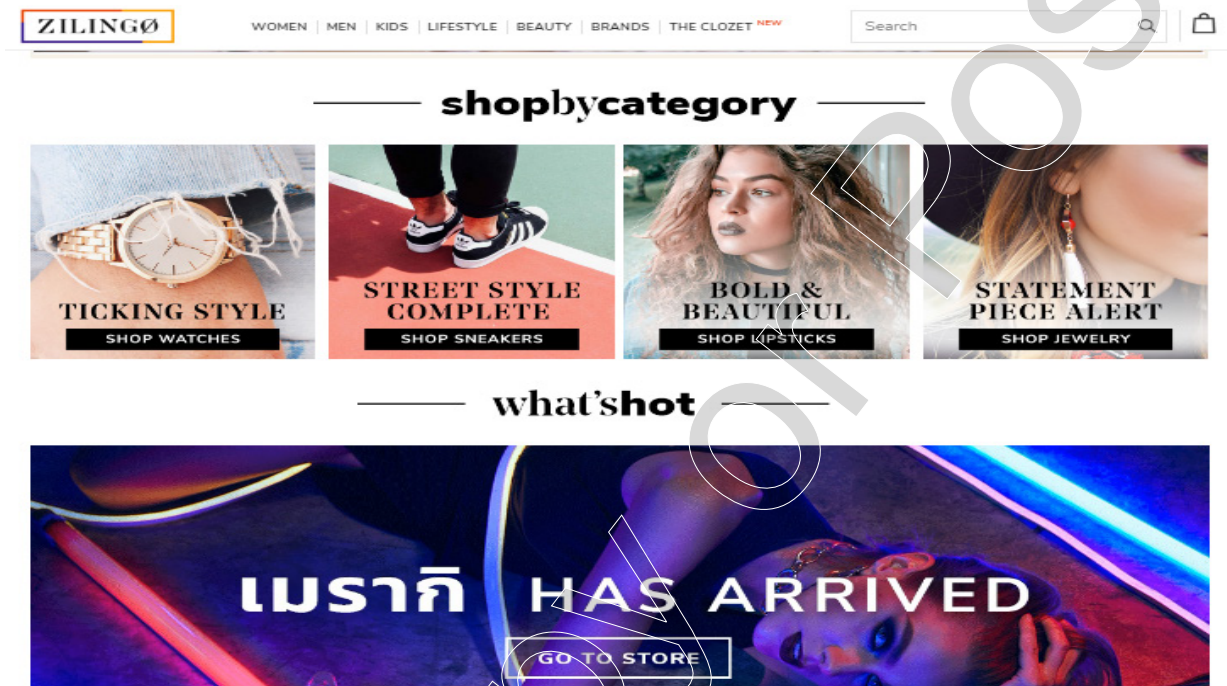 ZILINGØ
WOMEN | MEN | KIDS | LIFESTYLE | BEAUTY | BRANDS | THE CLOZET NEW
Search
shopbycategory
TICKING STYLE
SHOP WATCHES
STREET STYLE
COMPLETE
SHOP SNEAKERS
BOLD &
BEAUTIFUL
SHOP LIPSTICKS
STATEMENT
PIECE ALERT
SHOP JEWELRY
what'shot
เมรากิ HAS ARRIVED
GO TO STORE